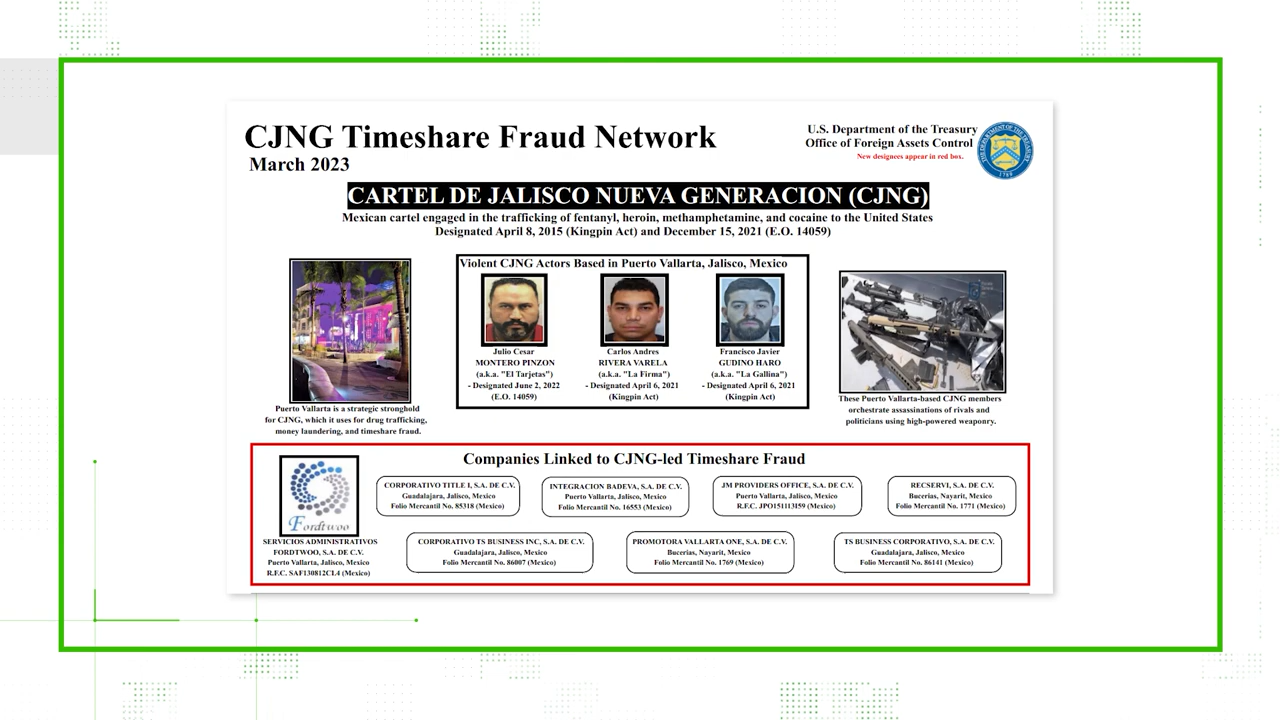 CJNG Timeshare Fraud Network
March 2023
U.S. Department of the Treasury
Office of Foreign Assets Control
New designees appear in red box.
THE DEPARTMENT OF THE TREASURY
1789
CARTEL DE JALISCO NUEVA GENERACION (CJNG)
Mexican cartel engaged in the trafficking of fentanyl, heroin, methamphetamine, and cocaine to the United States
Designated April 8, 2015 (Kingpin Act) and December 15, 2021 (E.O. 14059)
Puerto Vallarta is a strategic stronghold
for CJNG, which it uses for drug trafficking,
money laundering, and timeshare fraud.
Violent CJNG Actors Based in Puerto Vallarta, Jalisco, Mexico
Julio Cesar
MONTERO PINZON
(a.k.a. "El Tarjetas")
- Designated June 2, 2022
(E.O. 14059)
Carlos Andres
RIVERA VARELA
(a.k.a. "La Firma")
- Designated April 6, 2021
(Kingpin Act)
Francisco Javier
GUDINO HARO
(a.k.a. "La Gallina")
- Designated April 6, 2021
(Kingpin Act)
These Puerto Vallarta-based CJNG members
orchestrate assassinations of rivals and
politicians using high-powered weaponry.
Companies Linked to CJNG-led Timeshare Fraud
Fordtwoo
SERVICIOS ADMINISTRATIVOS
FORDTWOO, S.A. DE C.V.
Puerto Vallarta, Jalisco, Mexico
R.F.C. SAF130812CL4 (Mexico)
CORPORATIVO TITLE I, S.A. DE C.V.
Guadalajara, Jalisco, Mexico
Folio Mercantil No. 85318 (Mexico)
INTEGRACION BADEVA, S.A. DE C.V.
Puerto Vallarta, Jalisco, Mexico
Folio Mercantil No. 16553 (Mexico)
JM PROVIDERS OFFICE, S.A. DE C.V.
Puerto Vallarta, Jalisco, Mexico
R.F.C. JPO151113I59 (Mexico)
RECSERVI, S.A. DE C.V.
Bucerias, Nayarit, Mexico
Folio Mercantil No. 1771 (Mexico)
CORPORATIVO TS BUSINESS INC, S.A. DE C.V.
Guadalajara, Jalisco, Mexico
Folio Mercantil No. 86007 (Mexico)
PROMOTORA VALLARTA ONE, S.A. DE C.V.
Bucerias, Nayarit, Mexico
Folio Mercantil No. 1769 (Mexico)
TS BUSINESS CORPORATIVO, S.A. DE C.V.
Guadalajara, Jalisco, Mexico
Folio Mercantil No. 86141 (Mexico)